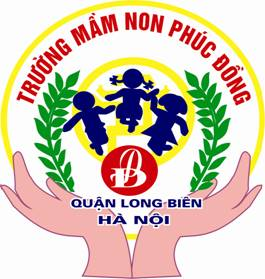 TRƯỜNG MẦM NON PHÚC ĐỒNG
QUẬN LONG BIÊN
HÀ NỘI